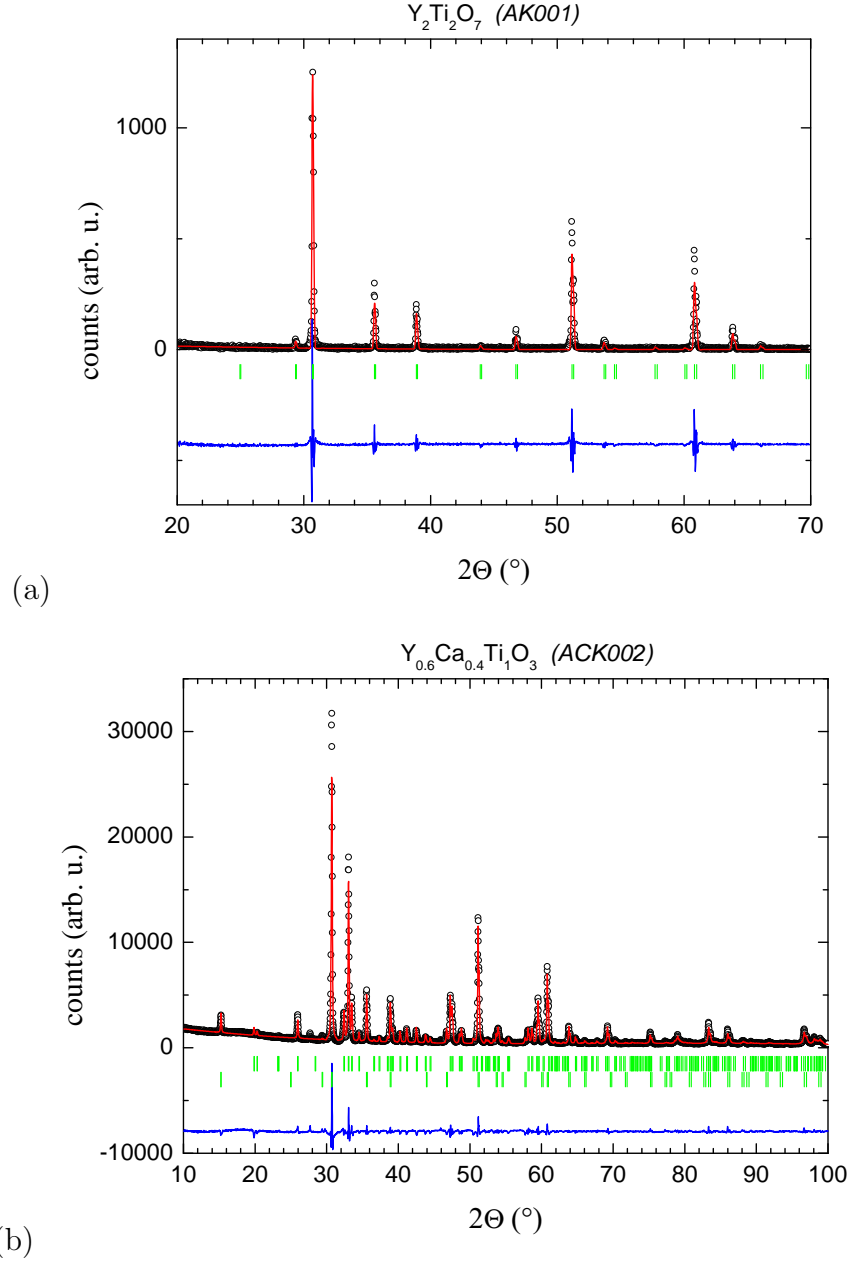 Y₂Ti₂O₇ (AK001)
counts (arb. u.)
1000
0
20 30 40 50 60 70
2Θ (°)
(a)
Y₀.₆Ca₀.₄Ti₁O₃ (ACK002)
counts (arb. u.)
30000
20000
10000
0
-10000
10 20 30 40 50 60 70 80 90 100
2Θ (°)
(b)